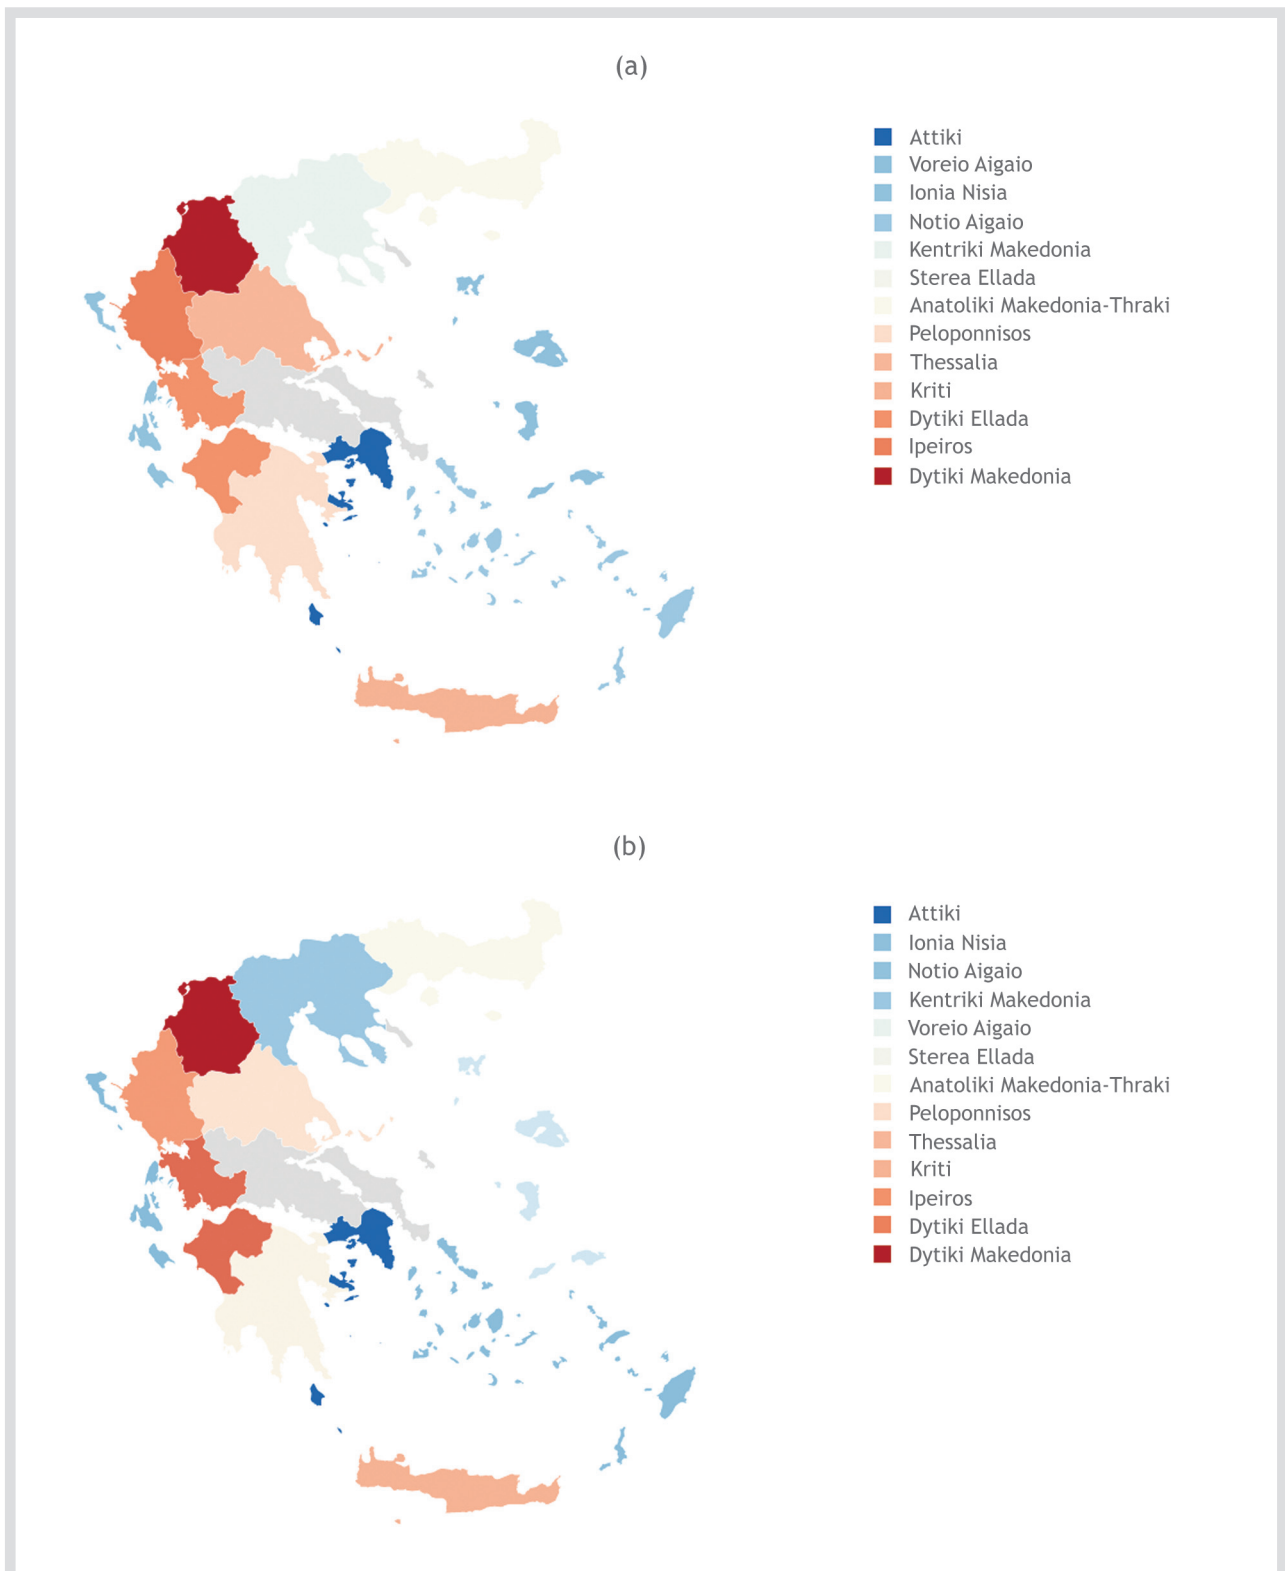 (a)
Attiki
Voreio Aigaio
Ionia Nisia
Notio Aigaio
Kentriki Makedonia
Sterea Ellada
Anatoliki Makedonia-Thraki
Peloponnisos
Thessalia
Kriti
Dytiki Ellada
Ipeiros
Dytiki Makedonia
(b)
Attiki
Ionia Nisia
Notio Aigaio
Kentriki Makedonia
Voreio Aigaio
Sterea Ellada
Anatoliki Makedonia-Thraki
Peloponnisos
Thessalia
Kriti
Ipeiros
Dytiki Ellada
Dytiki Makedonia